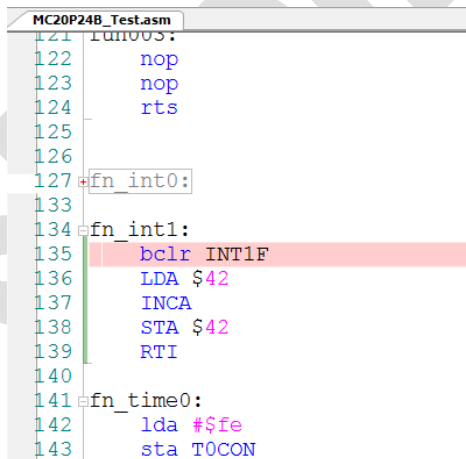 MC20P24B_Test.asm
121 fun003:
122 nop
123 nop
124 rts
125
126
127 fn_int0:
133
134 fn_int1:
135 bclr INT1F
136 LDA $42
137 INCA
138 STA $42
139 RTI
140
141 fn_time0:
142 lda #$fe
143 sta T0CON